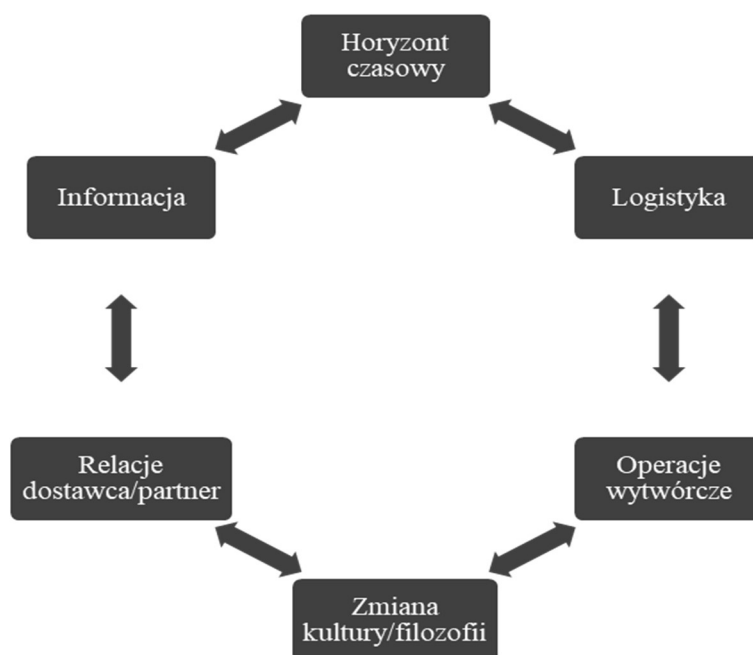 Horyzont
czasowy
Informacja
Logistyka
Relacje
dostawca/partner
Operacje
wytwórcze
Zmiana
kultury/filozofii